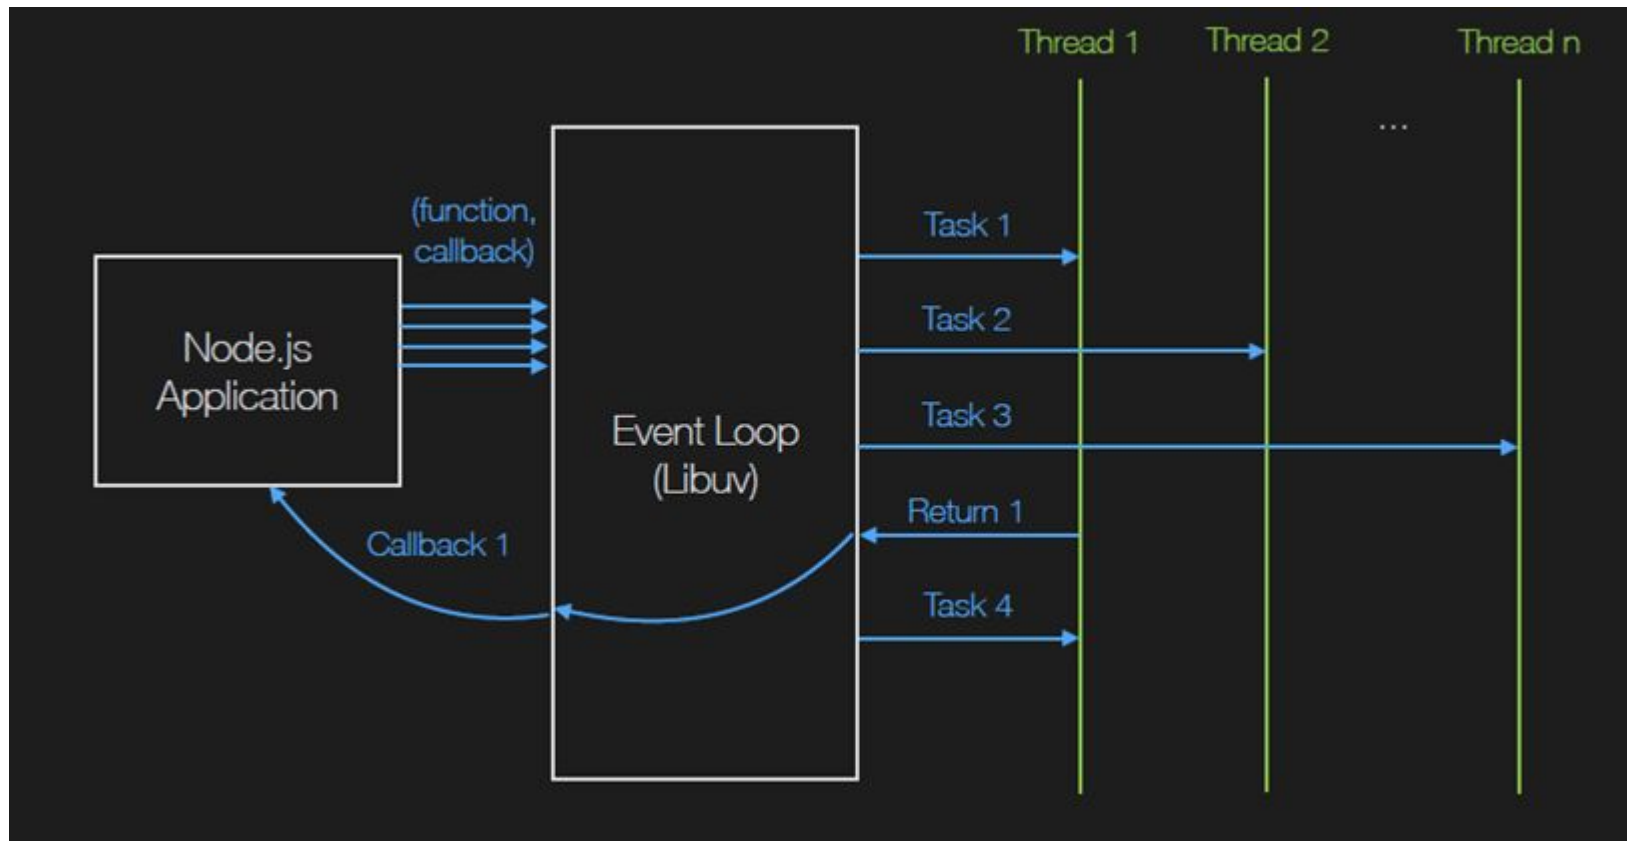 Thread 1
Thread 2
Thread n
...
(function,
callback)
Task 1
Task 2
Node.js
Application
Task 3
Event Loop
(Libuv)
Return 1
Callback 1
Task 4